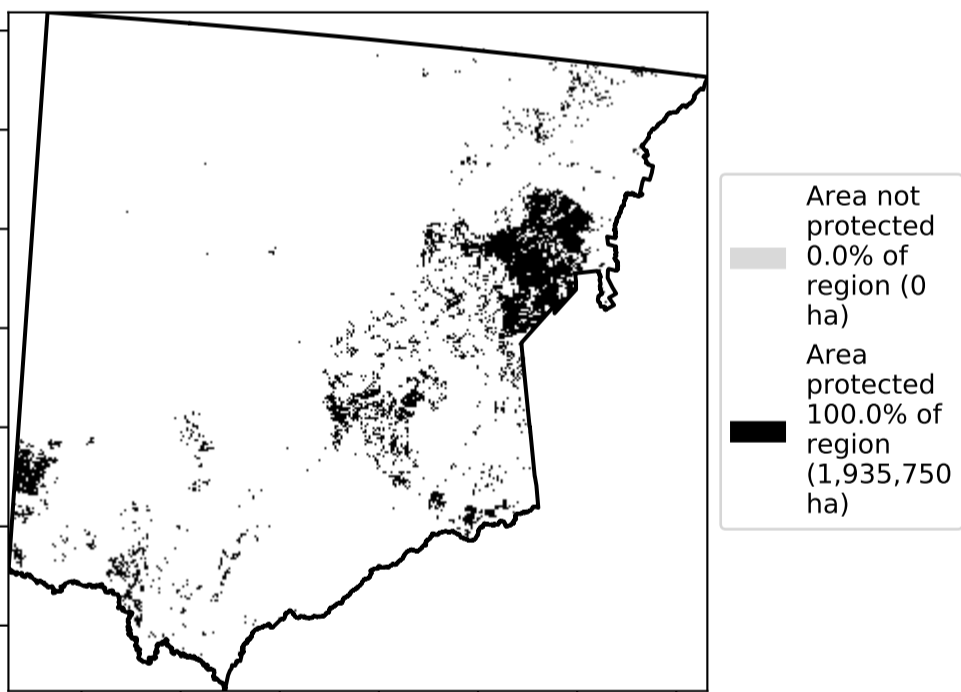 Area not
protected
0.0% of
region (0
ha)
Area
protected
100.0% of
region
(1,935,750
ha)